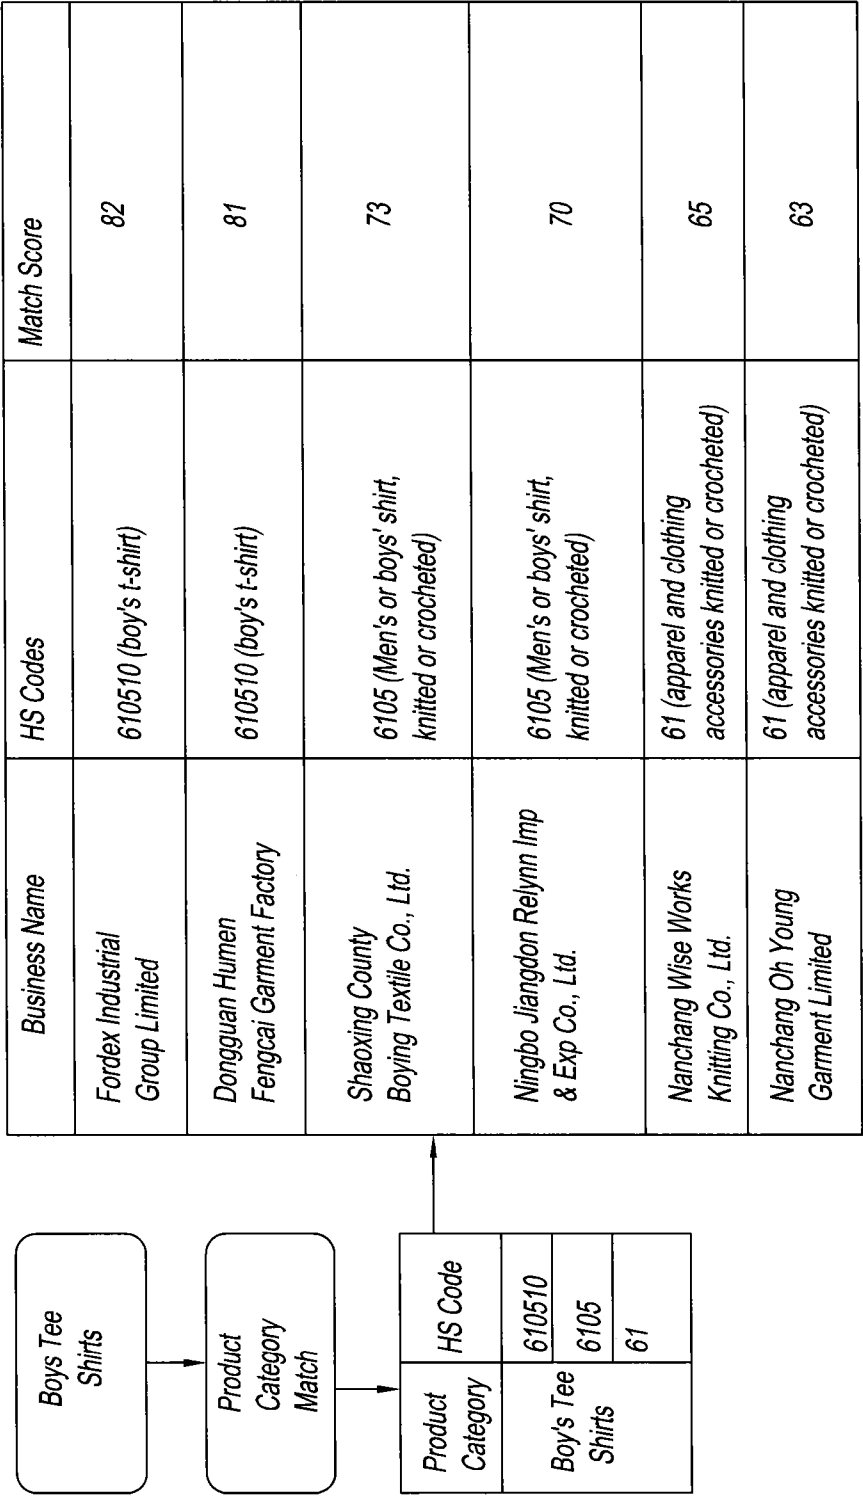 Boys Tee
Shirts
Product
Category
Match
Product
Category
HS Code
Boy's Tee
Shirts
610510
6105
61
Business Name
HS Codes
Match Score
Fordex Industrial
Group Limited
610510 (boy's t-shirt)
82
Dongguan Humen
Fengcai Garment Factory
610510 (boy's t-shirt)
81
Shaoxing County
Boying Textile Co., Ltd.
6105 (Men's or boys' shirt,
knitted or crocheted)
73
Ningbo Jiangdon Relynn Imp
& Exp Co., Ltd.
6105 (Men's or boys' shirt,
knitted or crocheted)
70
Nanchang Wise Works
Knitting Co., Ltd.
61 (apparel and clothing
accessories knitted or crocheted)
65
Nanchang Oh Young
Garment Limited
61 (apparel and clothing
accessories knitted or crocheted)
63